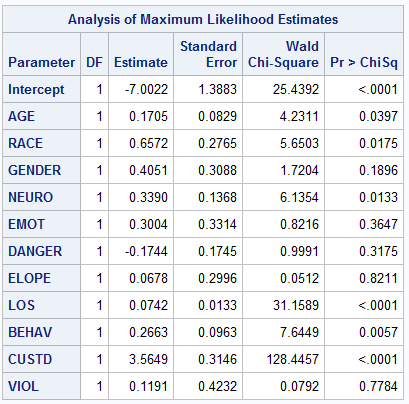 Analysis of Maximum Likelihood Estimates
Parameter DF Estimate Standard Error Wald Chi-Square Pr > ChiSq
Intercept 1 -7.0022 1.3883 25.4392 <.0001
AGE 1 0.1705 0.0829 4.2311 0.0397
RACE 1 0.6572 0.2765 5.6503 0.0175
GENDER 1 0.4051 0.3088 1.7204 0.1896
NEURO 1 0.3390 0.1368 6.1354 0.0133
EMOT 1 0.3004 0.3314 0.8216 0.3647
DANGER 1 -0.1744 0.1745 0.9991 0.3175
ELOPE 1 0.0678 0.2996 0.0512 0.8211
LOS 1 0.0742 0.0133 31.1589 <.0001
BEHAV 1 0.2663 0.0963 7.6449 0.0057
CUSTD 1 3.5649 0.3146 128.4457 <.0001
VIOL 1 0.1191 0.4232 0.0792 0.7784